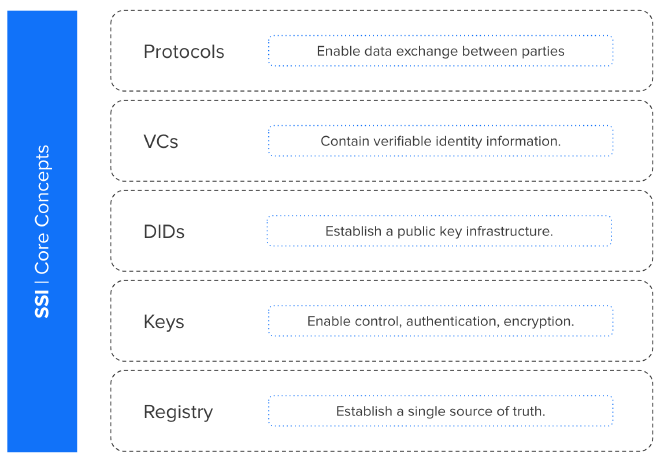 SSI | Core Concepts
Protocols
Enable data exchange between parties
VCs
Contain verifiable identity information.
DIDs
Establish a public key infrastructure.
Keys
Enable control, authentication, encryption.
Registry
Establish a single source of truth.